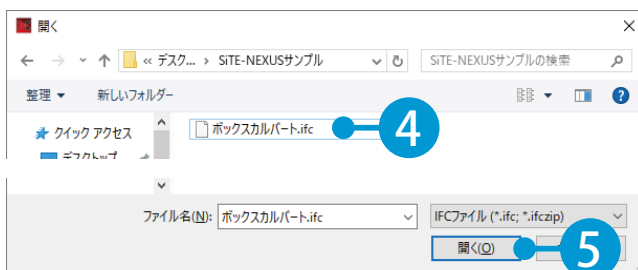 開く
« デスク... › SiTE-NEXUSサンプル
SiTE-NEXUSサンプルの検索
整理 新しいフォルダー
クイック アクセス
ボックスカルバート.ifc
4
デスクトップ
ファイル名(N): ボックスカルバート.ifc
IFCファイル (*.ifc; *.ifczip)
開く(O)
5